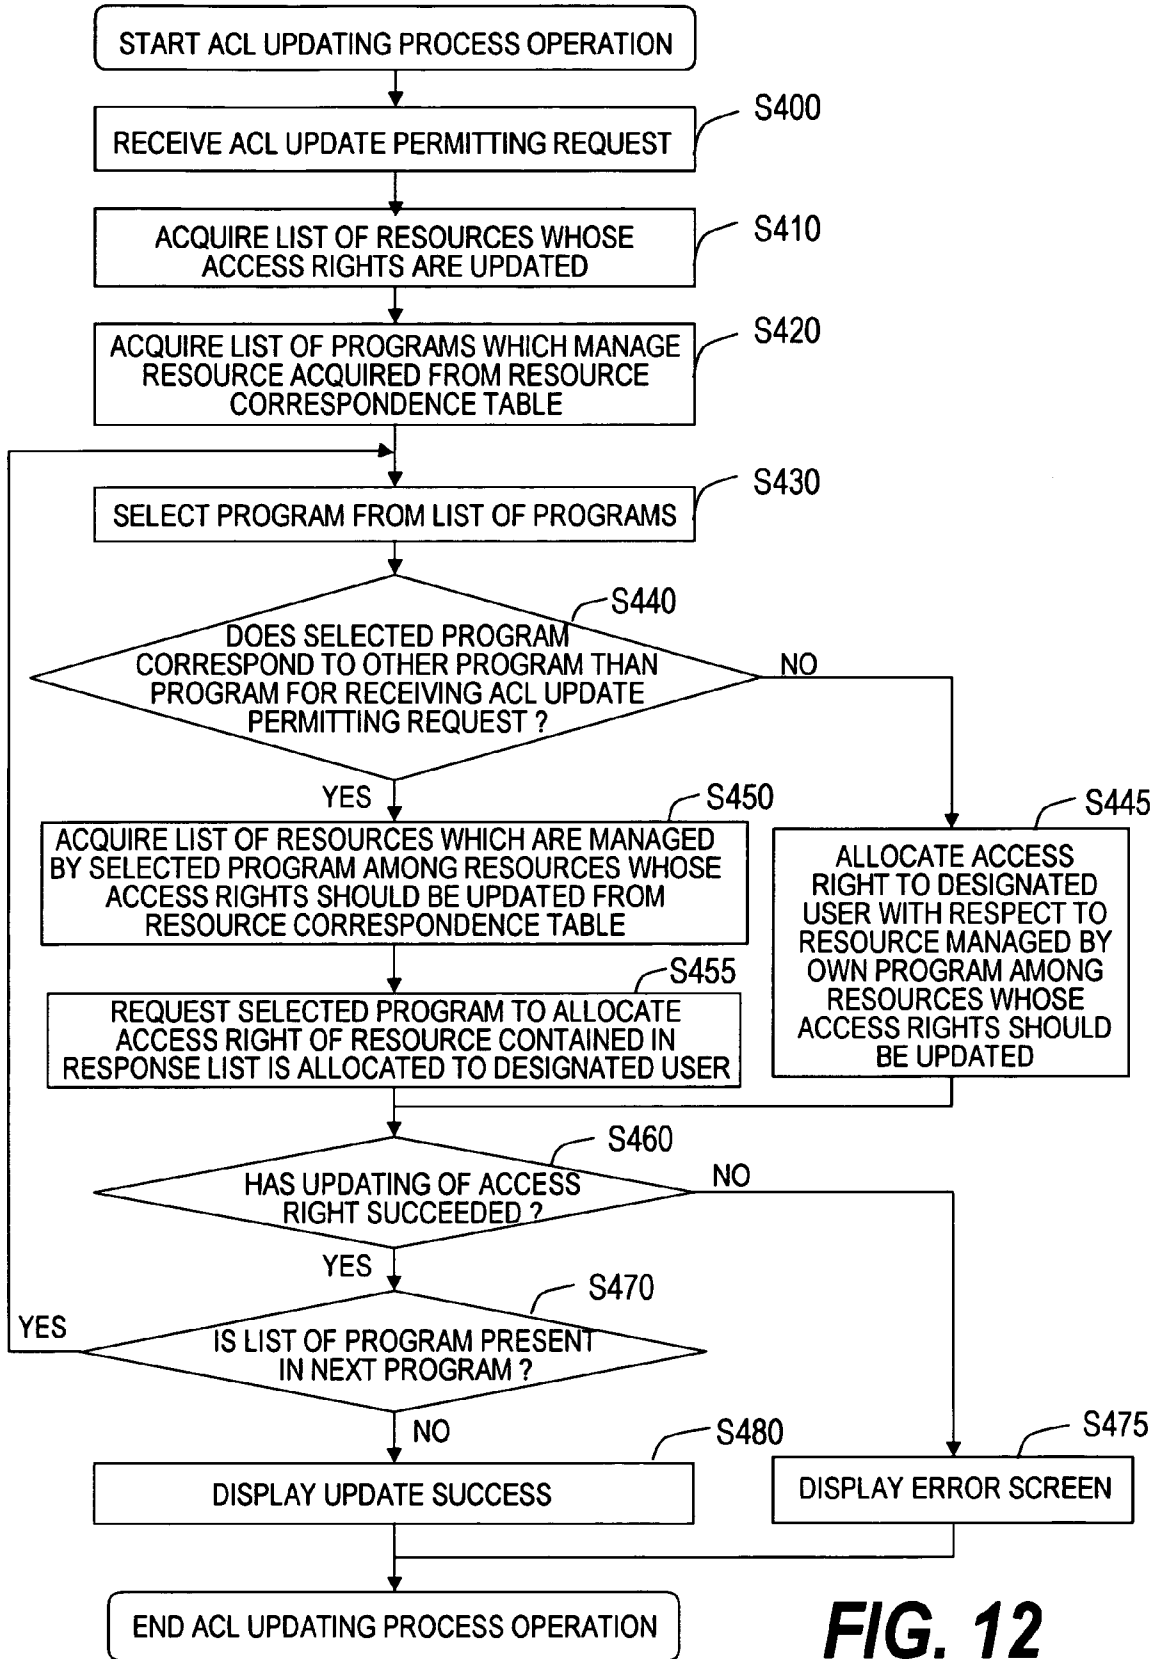 START ACL UPDATING PROCESS OPERATION
S400
RECEIVE ACL UPDATE PERMITTING REQUEST
S410
ACQUIRE LIST OF RESOURCES WHOSE
ACCESS RIGHTS ARE UPDATED
S420
ACQUIRE LIST OF PROGRAMS WHICH MANAGE
RESOURCE ACQUIRED FROM RESOURCE
CORRESPONDENCE TABLE
S430
SELECT PROGRAM FROM LIST OF PROGRAMS
S440
DOES SELECTED PROGRAM
CORRESPOND TO OTHER PROGRAM THAN
PROGRAM FOR RECEIVING ACL UPDATE
PERMITTING REQUEST ?
NO
YES
S450
ACQUIRE LIST OF RESOURCES WHICH ARE MANAGED
BY SELECTED PROGRAM AMONG RESOURCES WHOSE
ACCESS RIGHTS SHOULD BE UPDATED FROM
RESOURCE CORRESPONDENCE TABLE
S445
ALLOCATE ACCESS
RIGHT TO DESIGNATED
USER WITH RESPECT TO
RESOURCE MANAGED BY
OWN PROGRAM AMONG
RESOURCES WHOSE
ACCESS RIGHTS SHOULD
BE UPDATED
S455
REQUEST SELECTED PROGRAM TO ALLOCATE
ACCESS RIGHT OF RESOURCE CONTAINED IN
RESPONSE LIST IS ALLOCATED TO DESIGNATED USER
S460
HAS UPDATING OF ACCESS
RIGHT SUCCEEDED ?
NO
YES
S470
IS LIST OF PROGRAM PRESENT
IN NEXT PROGRAM ?
YES
NO
S480
DISPLAY UPDATE SUCCESS
S475
DISPLAY ERROR SCREEN
END ACL UPDATING PROCESS OPERATION
FIG. 12